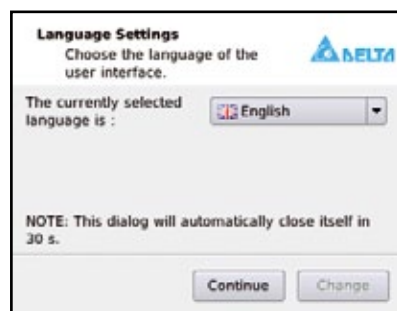 Language Settings
Choose the language of the
user interface.
DELTA
The currently selected
language is :
English
NOTE: This dialog will automatically close itself in
30 s.
Continue
Change